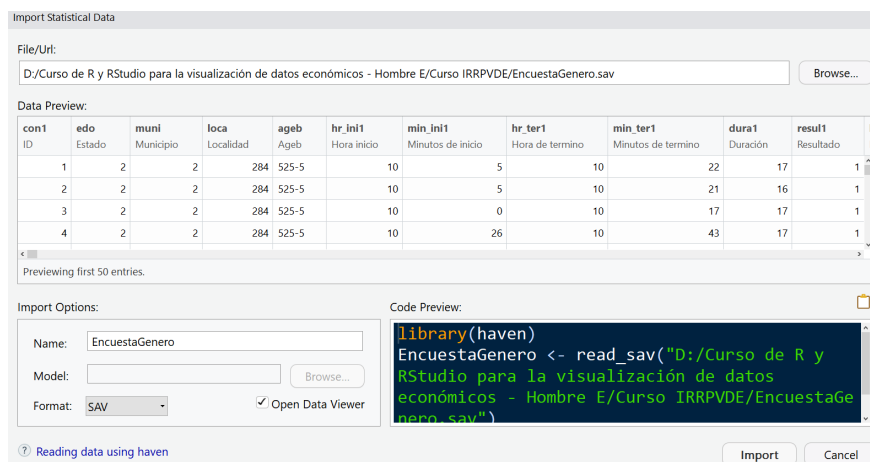 Import Statistical Data
File/Url:
D:/Curso de R y RStudio para la visualización de datos económicos - Hombre E/Curso IRRPVDE/EncuestaGenero.sav
Browse...
Data Preview:
con1 edo muni loca ageb hr_ini1 min_ini1 hr_ter1 min_ter1 dura1 resul1
ID Estado Municipio Localidad Ageb Hora inicio Minutos de inicio Hora de termino Minutos de termino Duración Resultado
1 2 2 284 525-5 10 5 10 22 17 1
2 2 2 284 525-5 10 5 10 21 16 1
3 2 2 284 525-5 10 0 10 17 17 1
4 2 2 284 525-5 10 26 10 43 17 1
Previewing first 50 entries.
Import Options:
Name: EncuestaGenero
Model: Browse...
Format: SAV Open Data Viewer
Code Preview:
library(haven)
EncuestaGenero <- read_sav("D:/Curso de R y
RStudio para la visualización de datos
económicos - Hombre E/Curso IRRPVDE/EncuestaGe
nero.sav")
? Reading data using haven
Import Cancel